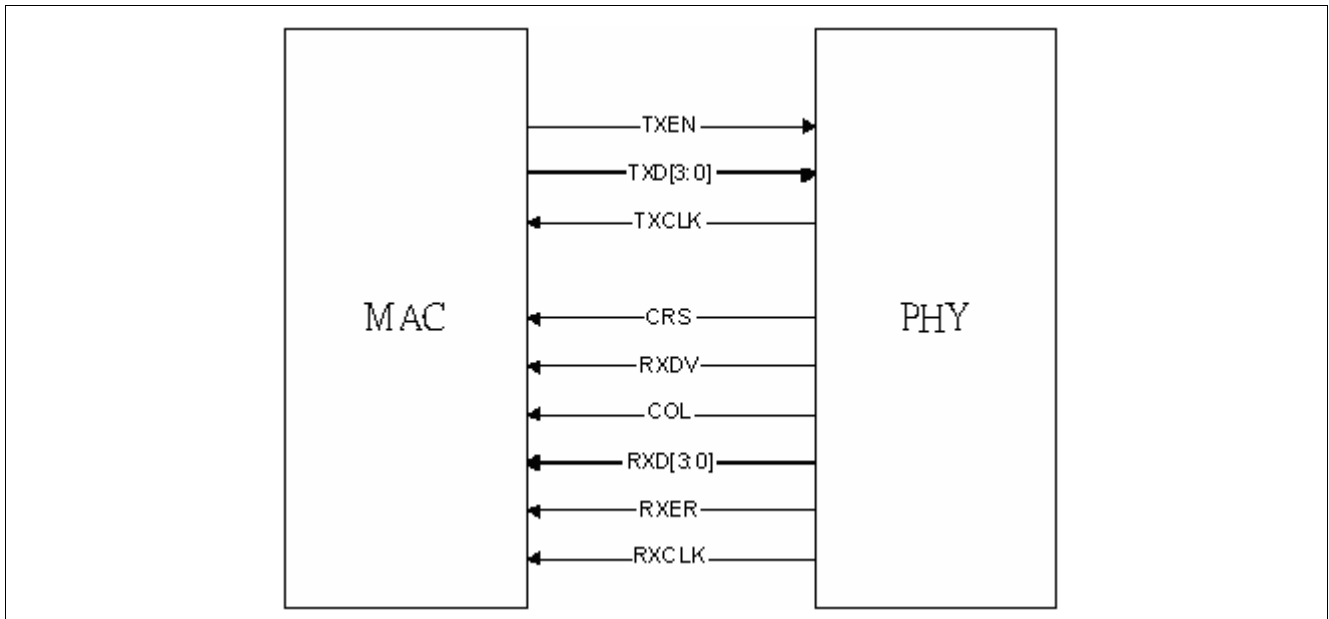 TXEN
TXD[3:0]
TXCLK
MAC
CRS
PHY
RXDV
COL
RXD[3:0]
RXER
RXCLK